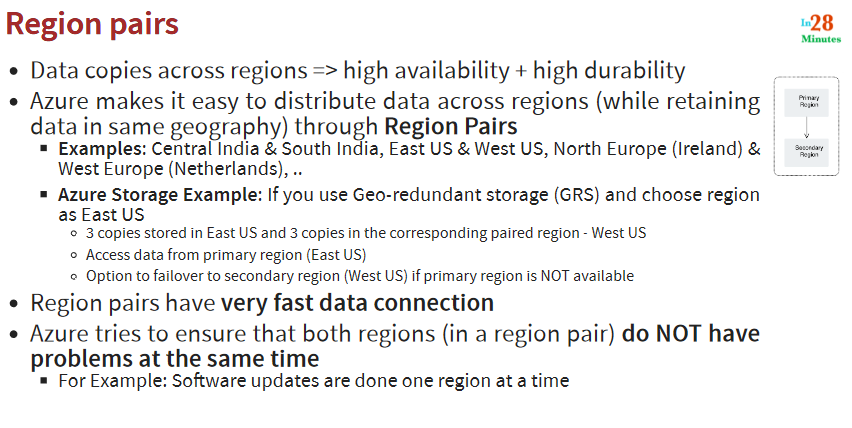 Region pairs
In28
Minutes
• Data copies across regions => high availability + high durability
• Azure makes it easy to distribute data across regions (while retaining
data in same geography) through Region Pairs
▪ Examples: Central India & South India, East US & West US, North Europe (Ireland) &
West Europe (Netherlands), ..
▪ Azure Storage Example: If you use Geo-redundant storage (GRS) and choose region
as East US
∘ 3 copies stored in East US and 3 copies in the corresponding paired region - West US
∘ Access data from primary region (East US)
∘ Option to failover to secondary region (West US) if primary region is NOT available
• Region pairs have very fast data connection
• Azure tries to ensure that both regions (in a region pair) do NOT have
problems at the same time
▪ For Example: Software updates are done one region at a time
Primary
Region
Secondary
Region